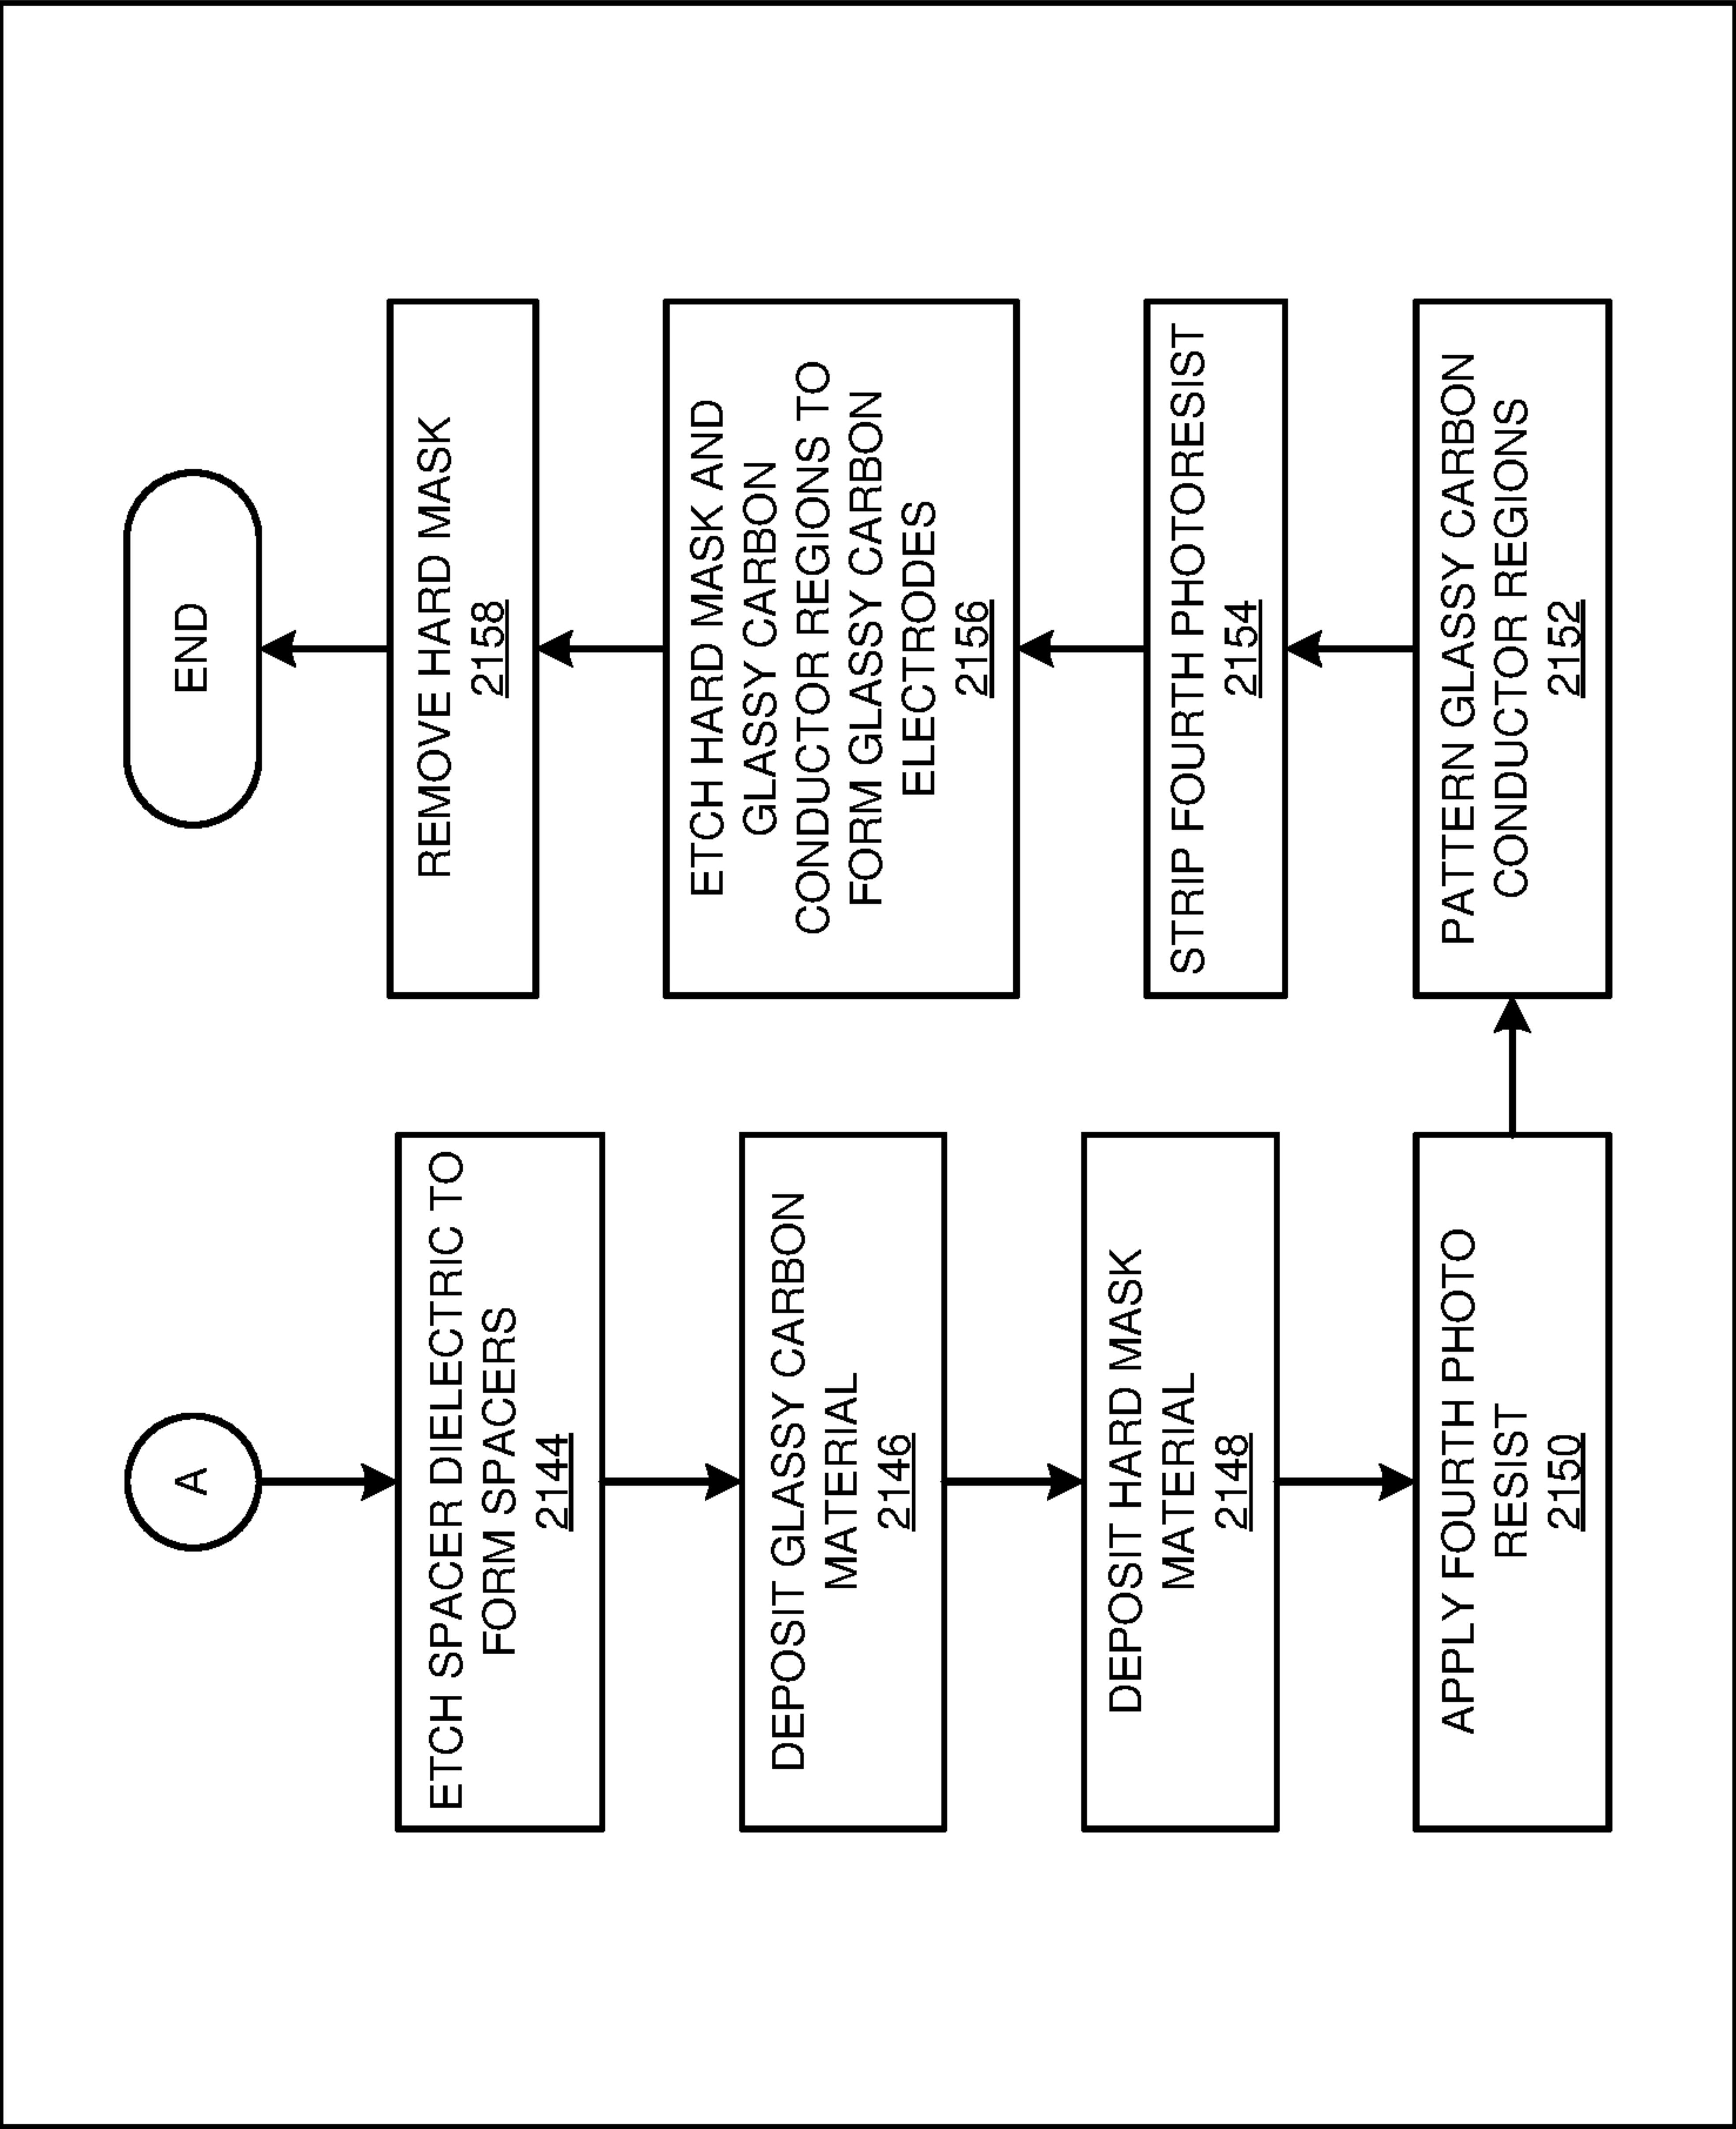 A
ETCH SPACER DIELECTRIC TO
FORM SPACERS
2144
DEPOSIT GLASSY CARBON
MATERIAL
2146
DEPOSIT HARD MASK
MATERIAL
2148
APPLY FOURTH PHOTO
RESIST
2150
PATTERN GLASSY CARBON
CONDUCTOR REGIONS
2152
STRIP FOURTH PHOTORESIST
2154
ETCH HARD MASK AND
GLASSY CARBON
CONDUCTOR REGIONS TO
FORM GLASSY CARBON
ELECTRODES
2156
REMOVE HARD MASK
2158
END